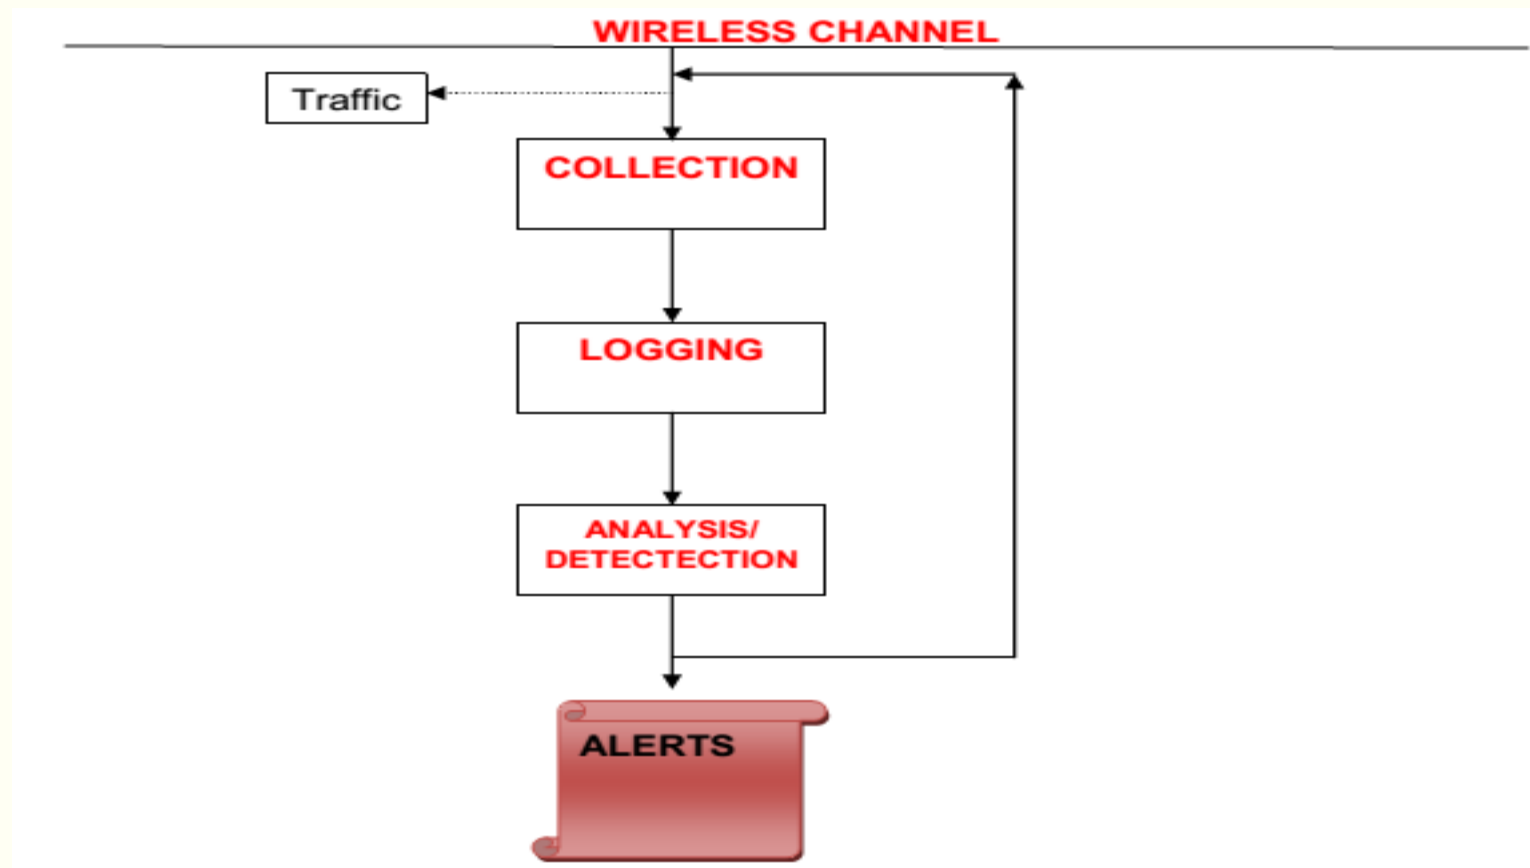 WIRELESS CHANNEL
Traffic
COLLECTION
LOGGING
ANALYSIS/
DETECTECTION
ALERTS